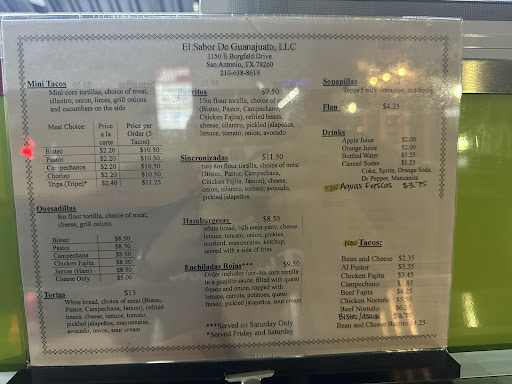 El Sabor De Guanajuato, LLC
1150 E Borgfeld Drive
San Antonio, TX 78260
210-638-8619
Mini Tacos
Mini corn tortillas, choice of meat,
cilantro, onion, limes, grill onions
and cucumbers on the side
Meat Choice: Price a la carte Price per Order (5 Tacos)
Bistec $2.20 $10.50
Pastor $2.20 $10.50
Campechanos $2.20 $10.50
Chorizo $2.20 $10.50
Tripa (Tripe)* $2.40 $11.25
Quesadillas
8in flour tortilla, choice of meat,
cheese, grill onions
Bistec $8.50
Pastor $8.50
Campechana $8.50
Chicken Fajita $8.50
Jamon (Ham) $8.50
Cheese Only $5.00
Tortas $13
White bread, choice of meat (Bistec,
Pastor, Campechana, Jamon), refried
beans, cheese, lettuce, tomato,
pickled jalapeños, mayonnaise,
avocado, onion, sour cream
Burritos $9.50
10in flour tortilla, choice of meat
(Bistec, Pastor, Campechana,
Chicken Fajita), refried beans,
cheese, cilantro, pickled jalapeños,
lettuce, tomato, onion, avocado
Sincronizadas $11.50
two 8in flour tortilla, choice of meat
(Bistec, Pastor, Campechana,
Chicken Fajita, Jamon), cheese,
onion, cilantro, tomato, avocado,
pickled jalapeños
Hamburgesas $8.50
white bread, ¼lb meat patty, cheese,
lettuce, tomato, onion, pickles,
mustard, mayonnaise, ketchup;
served with a side of fries
Enchiladas Rojas*** $9.50
Order includes four-6in corn tortilla
in a guajillo sauce, filled with queso
fresco and onion, topped with
lettuce, carrots, potatoes, queso
fresco, pickled jalapeños, sour cream
***Served on Saturday Only
*Served Friday and Saturday
Sopapillas
Topped with cinnamon, and honey
Flan $4.25
Drinks
Apple Juice $2.00
Orange Juice $2.00
Bottled Water $1.25
Canned Sodas $1.25
Coke, Sprite, Orange Soda,
Dr Pepper, Manzanita
New Aguas Frescas $3.75
New Tacos:
Bean and Cheese $2.35
Al Pastor $3.35
Chicken Fajita $3.45
Campechano $3.85
Beef Fajita $4.25
Chicken Norteño
Beef Norteño
Bean and Cheese Burrito